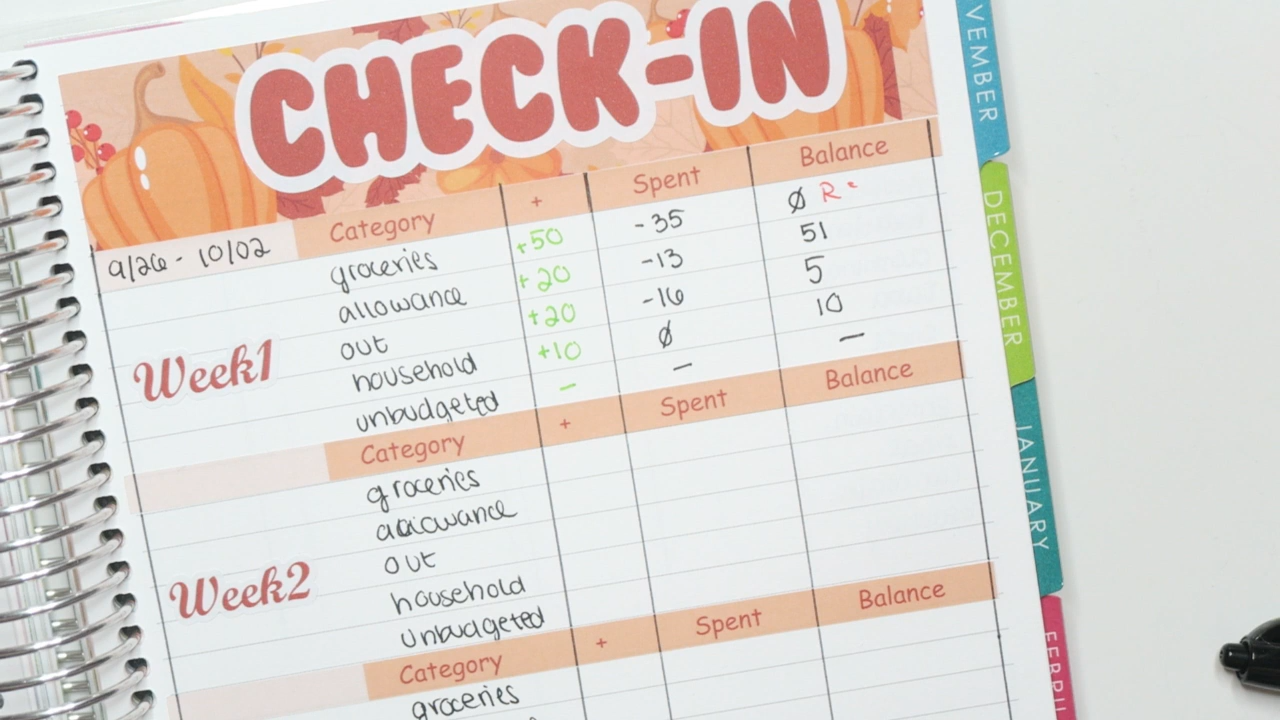 CHECK-IN
9/26 - 10/02 Category + Spent Balance
groceries +50 -35 Ø R
allowance +20 -13 51
Week1 out +20 -16 5
household +10 Ø 10
unbudgeted - - -
Category + Spent Balance
groceries
allowance
Week2 out
household
unbudgeted
Category + Spent Balance
groceries
VEMBER
DECEMBER
JANUARY
FEBRU